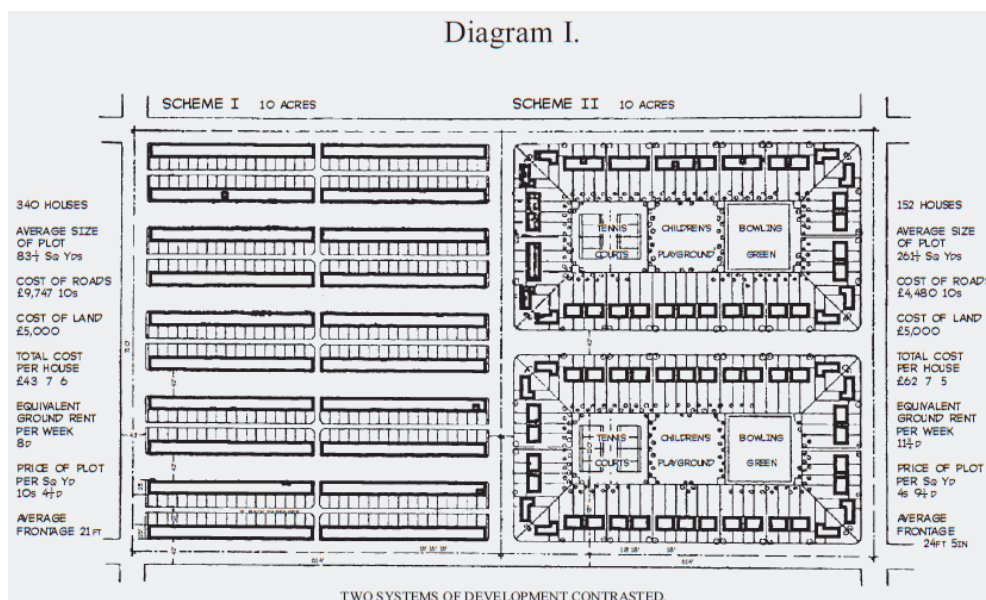 Diagram I.
SCHEME I 10 ACRES
SCHEME II 10 ACRES
340 HOUSES
AVERAGE SIZE
OF PLOT
83½ Sq Yds
COST OF ROADS
£9,747 10s
COST OF LAND
£5,000
TOTAL COST
PER HOUSE
£43 7 6
EQUIVALENT
GROUND RENT
PER WEEK
8D
PRICE OF PLOT
PER Sq YD
10s 4½D
AVERAGE
FRONTAGE 21FT
TENNIS
COURTS
CHILDREN'S
PLAYGROUND
BOWLING
GREEN
TENNIS
COURTS
CHILDREN'S
PLAYGROUND
BOWLING
GREEN
152 HOUSES
AVERAGE SIZE
OF PLOT
261½ Sq YDS
COST OF ROADS
£4,480 10s
COST OF LAND
£5,000
TOTAL COST
PER HOUSE
£62 7 5
EQUIVALENT
GROUND RENT
PER WEEK
11½D
PRICE OF PLOT
PER Sq YD
4s 9½D
AVERAGE
FRONTAGE
24FT 5IN
TWO SYSTEMS OF DEVELOPMENT CONTRASTED.